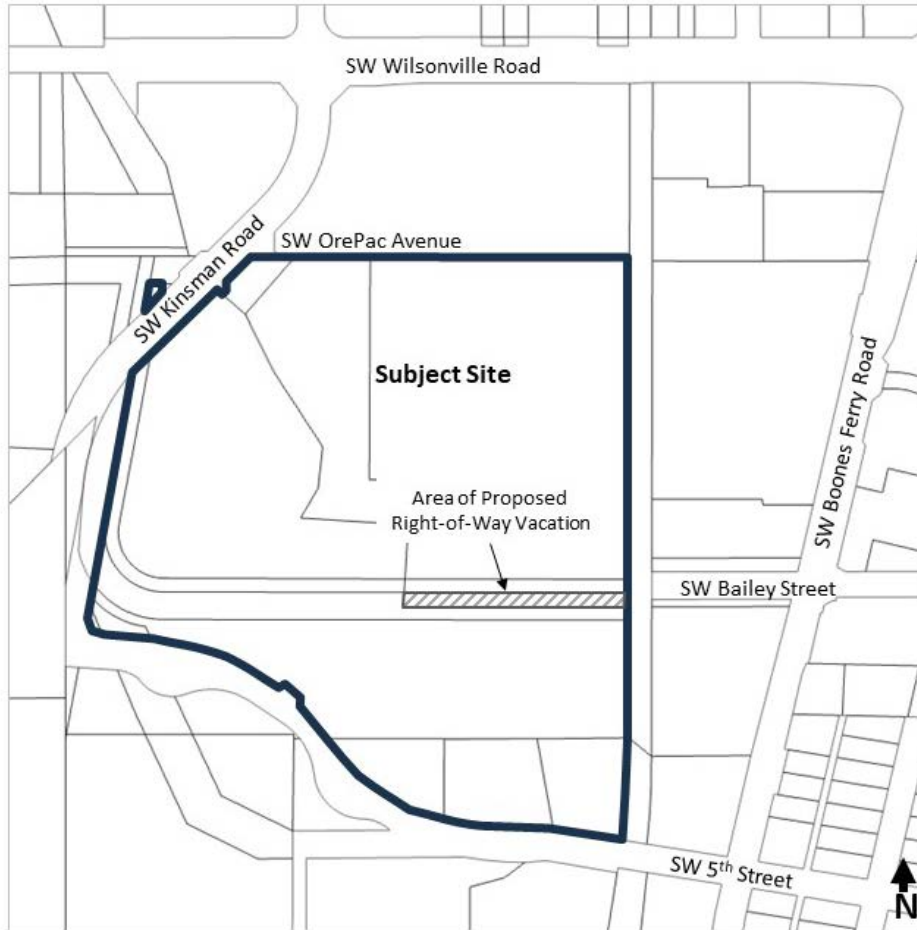 SW Wilsonville Road
SW OrePac Avenue
SW Kinsman Road
Subject Site
SW Boones Ferry Road
Area of Proposed
Right-of-Way Vacation
SW Bailey Street
SW 5th Street
N